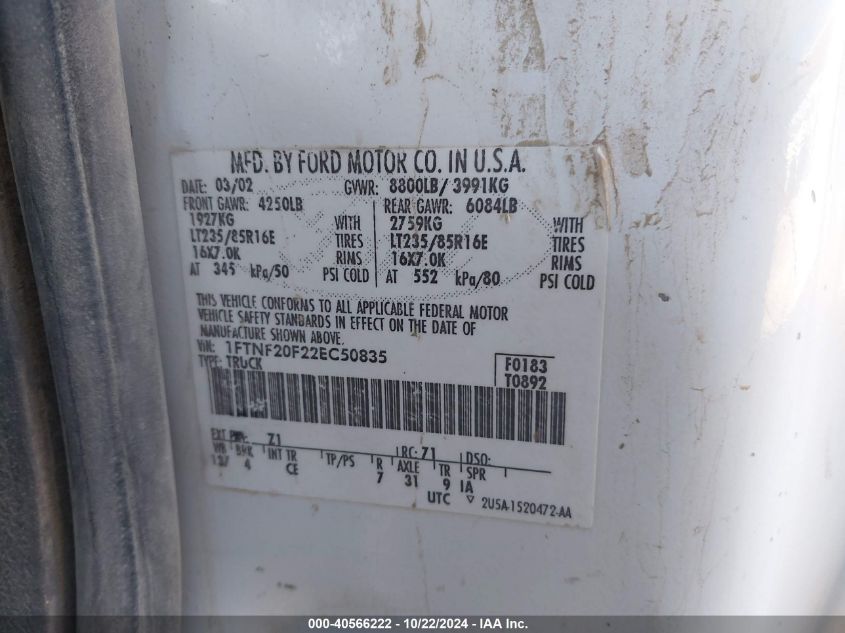 MFD. BY FORD MOTOR CO. IN U.S.A.
DATE: 03/02 GVWR: 8800LB/ 3991KG
FRONT GAWR: 4250LB REAR GAWR: 6084LB
1927KG WITH 2759KG WITH
LT235/85R16E TIRES LT235/85R16E TIRES
16X7.0K RIMS 16X7.0K RIMS
AT 345 kPa/50 PSI COLD AT 552 kPa/80 PSI COLD
THIS VEHICLE CONFORMS TO ALL APPLICABLE FEDERAL MOTOR
VEHICLE SAFETY STANDARDS IN EFFECT ON THE DATE OF
MANUFACTURE SHOWN ABOVE.
VIN: 1FTNF20F22EC50835
TYPE: TRUCK
F0183
T0892
EXT PNT: Z1 RC: 71 DSO:
WB BRK INT TR TP/PS R AXLE TR SPR
137 4 CE 7 31 9 IA
UTC ▽ 2U5A-1520472-AA
000-40566222 - 10/22/2024 - IAA Inc.